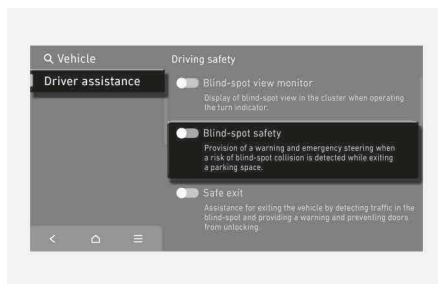 Vehicle
Driving safety
Driver assistance
Blind-spot view monitor
Display of blind-spot view in the cluster when operating
the turn indicator.
Blind-spot safety
Provision of a warning and emergency steering when
a risk of blind-spot collision is detected while exiting
a parking space.
Safe exit
Assistance for exiting the vehicle by detecting traffic in the
blind-spot and providing a warning and preventing doors
from unlocking.